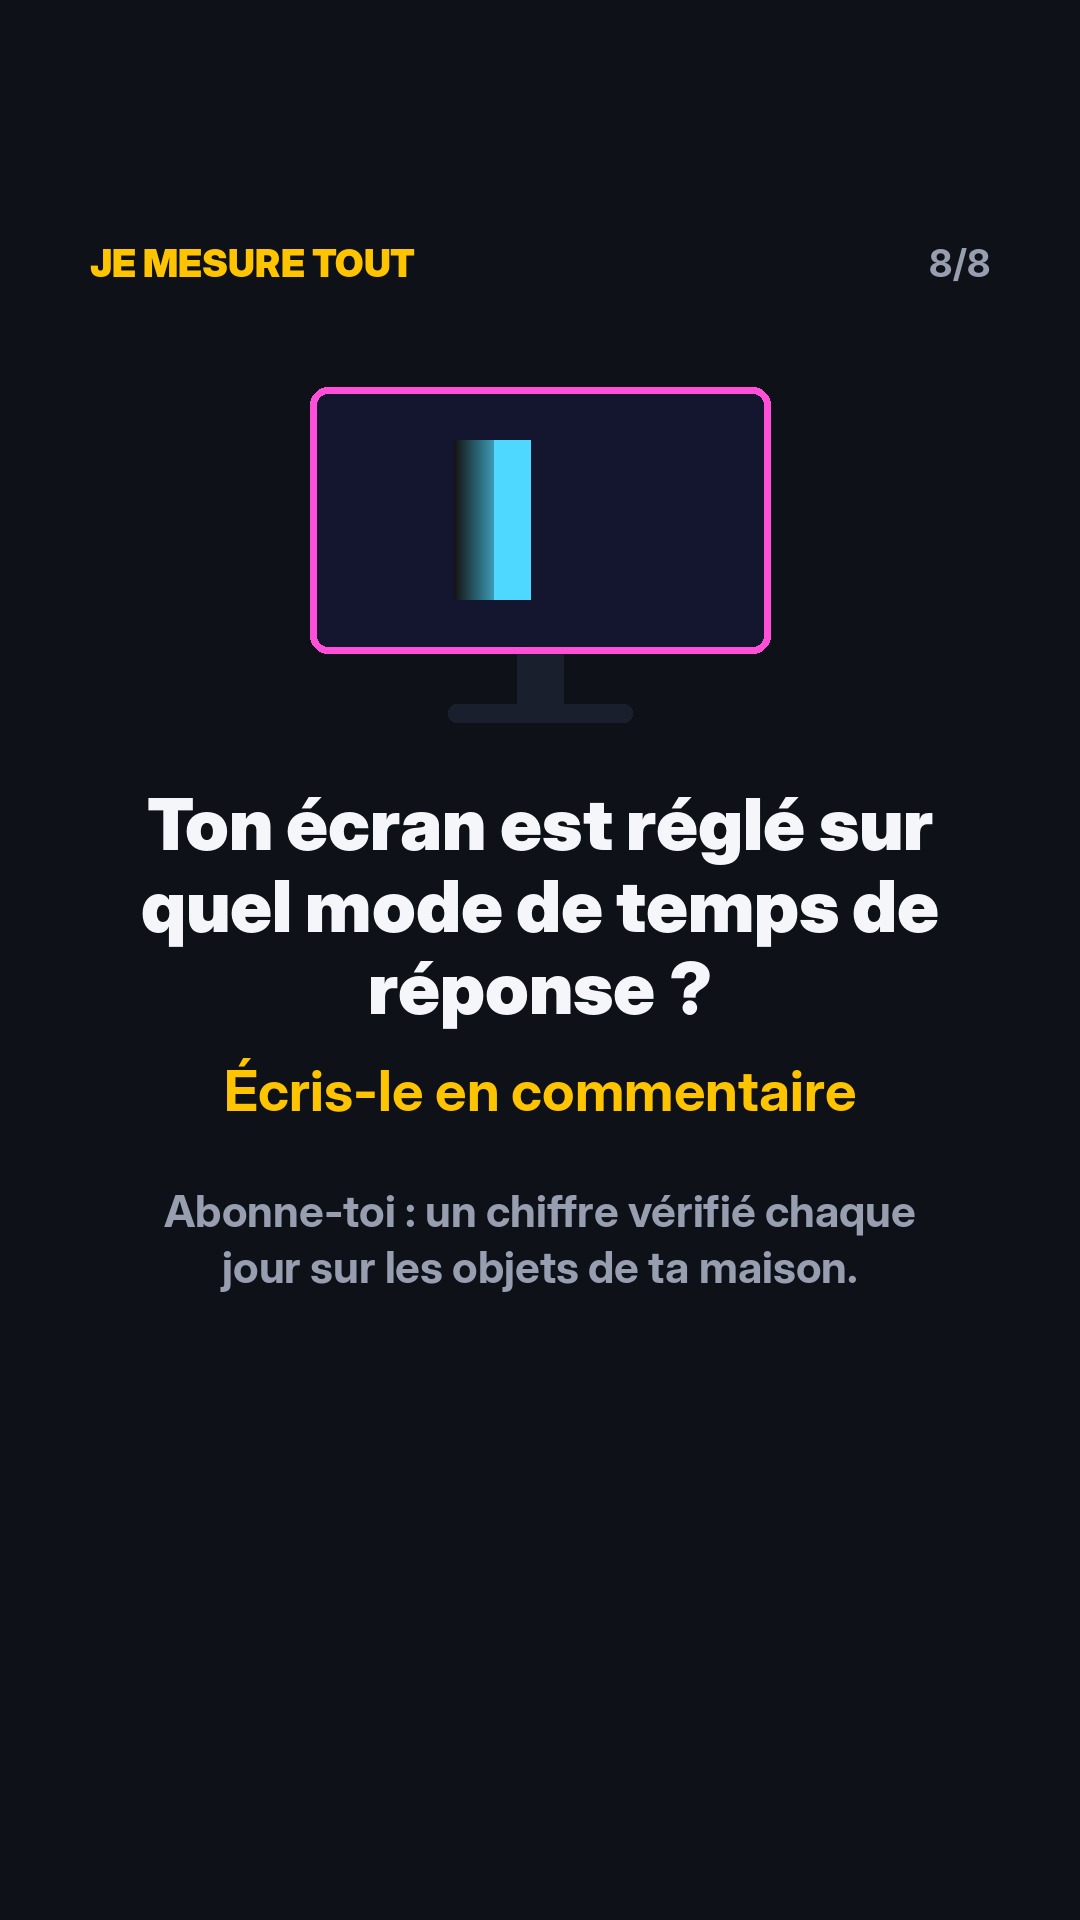 JE MESURE TOUT
8/8
Ton écran est réglé sur
quel mode de temps de
réponse ?
Écris-le en commentaire
Abonne-toi : un chiffre vérifié chaque
jour sur les objets de ta maison.